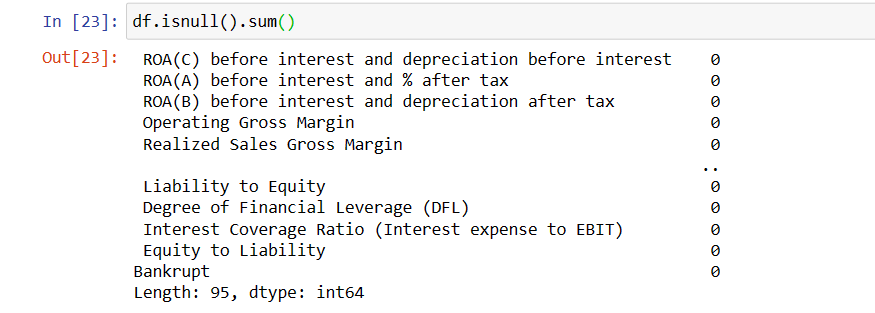 In [23]: df.isnull().sum()
Out[23]: ROA(C) before interest and depreciation before interest 0
ROA(A) before interest and % after tax 0
ROA(B) before interest and depreciation after tax 0
Operating Gross Margin 0
Realized Sales Gross Margin 0
..
Liability to Equity 0
Degree of Financial Leverage (DFL) 0
Interest Coverage Ratio (Interest expense to EBIT) 0
Equity to Liability 0
Bankrupt 0
Length: 95, dtype: int64